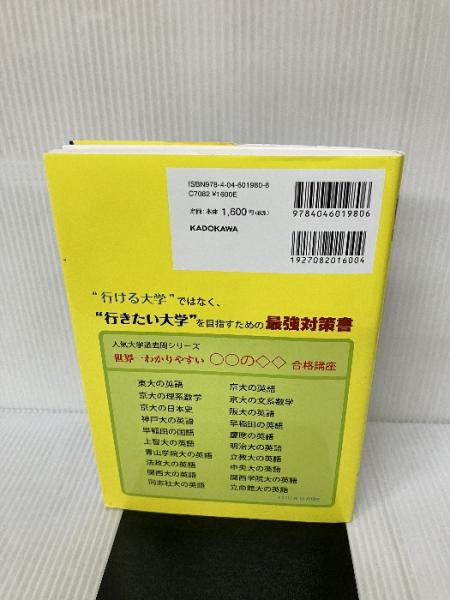 ISBN978-4-04-601980-6
C7082 ¥1600E
定価：本体 1,600円(税別)
KADOKAWA
9784046019806
1927082016004
“行ける大学”ではなく、
“行きたい大学”を目指すための最強対策書
人気大学過去問シリーズ
世界一わかりやすい ○○の◇◇ 合格講座
東大の英語 京大の英語
京大の理系数学 京大の文系数学
京大の日本史 阪大の英語
神戸大の英語 早稲田の英語
早稲田の国語 慶應の英語
上智大の英語 明治大の英語
青山学院大の英語 立教大の英語
法政大の英語 中央大の英語
関西大の英語 関西学院大の英語
同志社大の英語 立命館大の英語